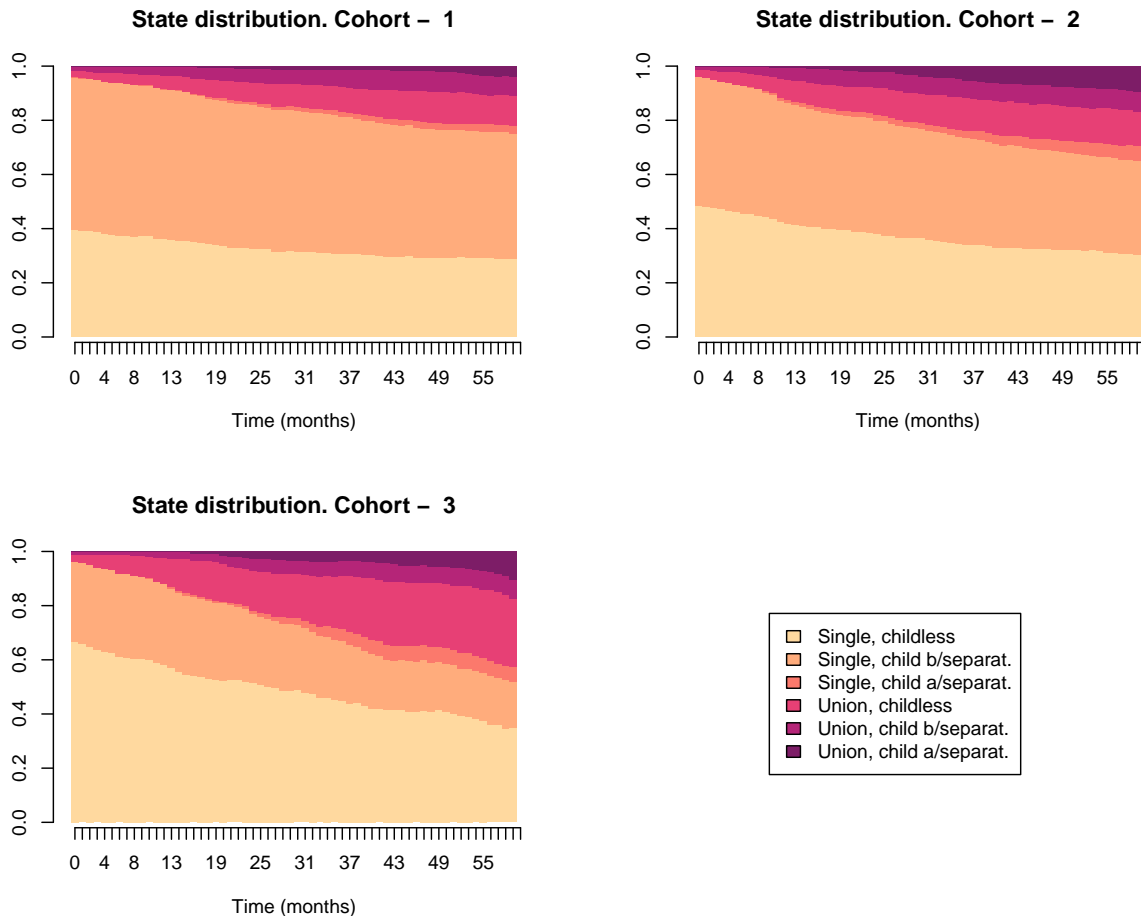 State distribution. Cohort – 1
1.0
0.8
0.6
0.4
0.2
0.0
0 4 8 13 19 25 31 37 43 49 55
Time (months)
State distribution. Cohort – 2
1.0
0.8
0.6
0.4
0.2
0.0
0 4 8 13 19 25 31 37 43 49 55
Time (months)
State distribution. Cohort – 3
1.0
0.8
0.6
0.4
0.2
0.0
0 4 8 13 19 25 31 37 43 49 55
Time (months)
Single, childless
Single, child b/separat.
Single, child a/separat.
Union, childless
Union, child b/separat.
Union, child a/separat.